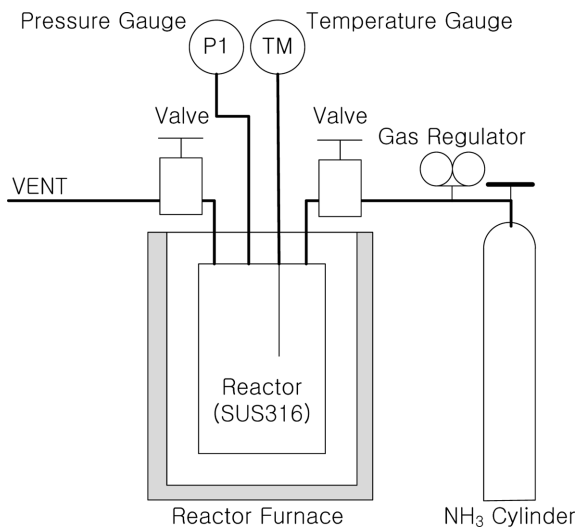 Pressure Gauge
Temperature Gauge
P1
TM
Valve
Valve
Gas Regulator
VENT
Reactor
(SUS316)
Reactor Furnace
NH₃ Cylinder